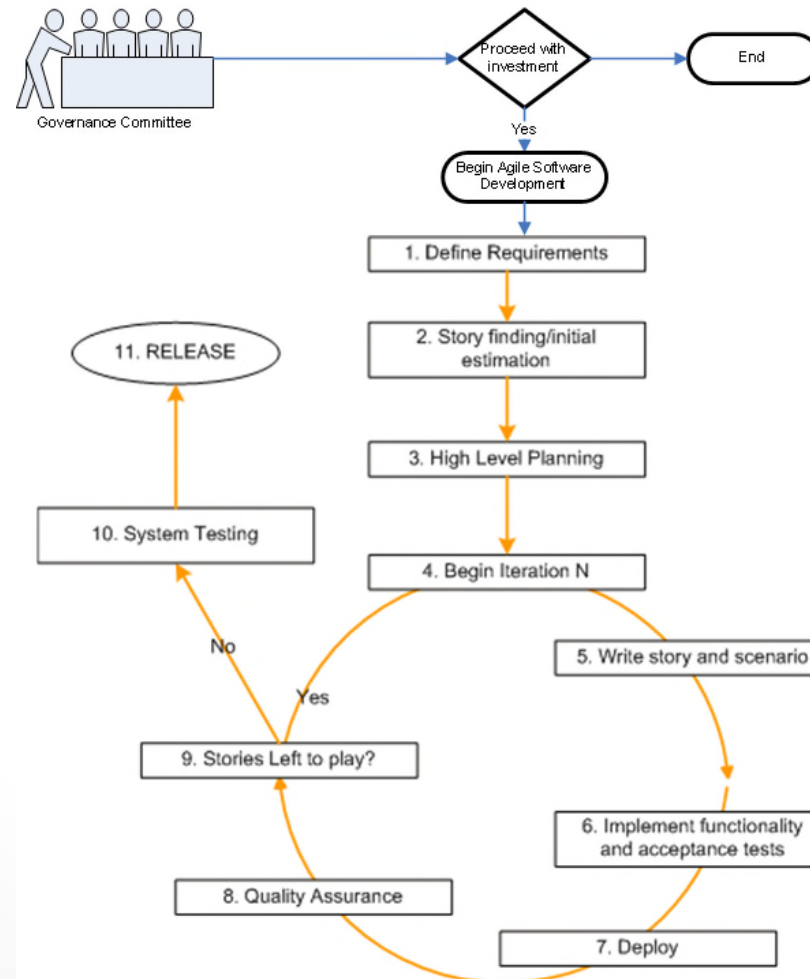 Proceed with
investment
End
Governance Committee
Yes
Begin Agile Software
Development
1. Define Requirements
2. Story finding/initial
estimation
11. RELEASE
3. High Level Planning
10. System Testing
4. Begin Iteration N
No
5. Write story and scenario
Yes
9. Stories Left to play?
6. Implement functionality
and acceptance tests
8. Quality Assurance
7. Deploy